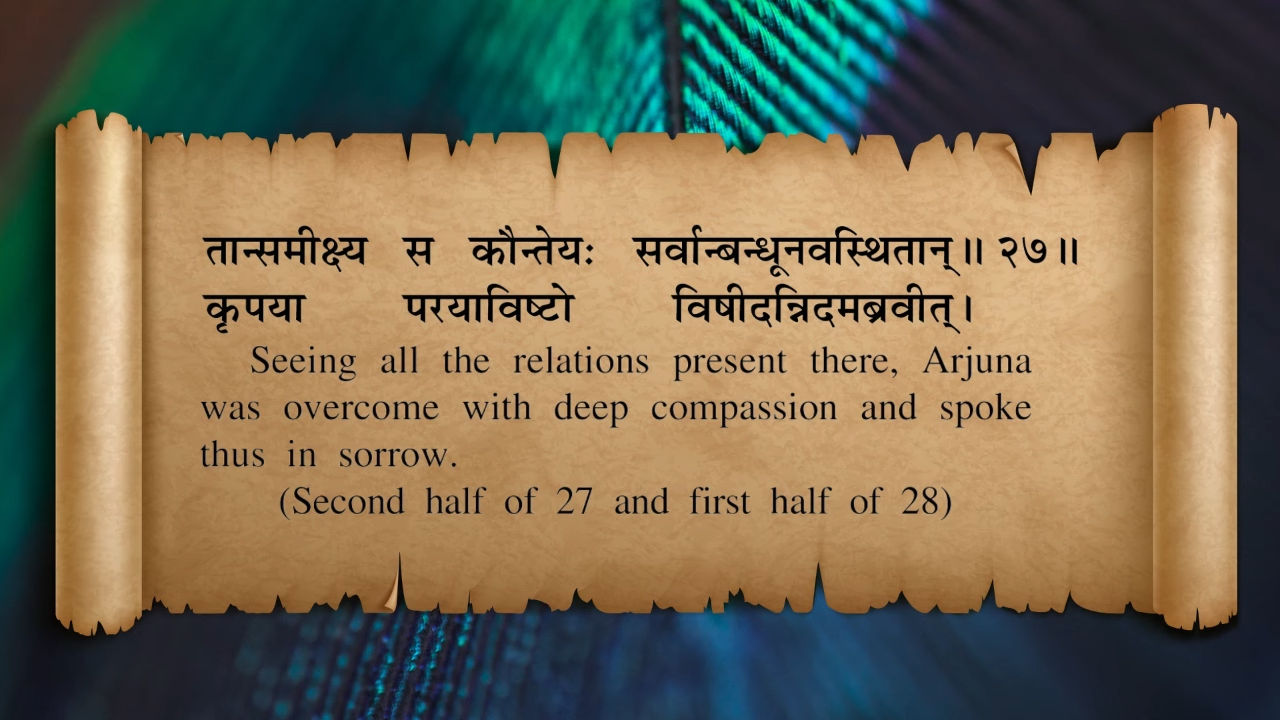 तान्समीक्ष्य स कौन्तेयः सर्वान्बन्धूनवस्थितान्॥ २७॥
कृपया परयाविष्टो विषीदन्निदमब्रवीत्।
Seeing all the relations present there, Arjuna
was overcome with deep compassion and spoke
thus in sorrow.
(Second half of 27 and first half of 28)